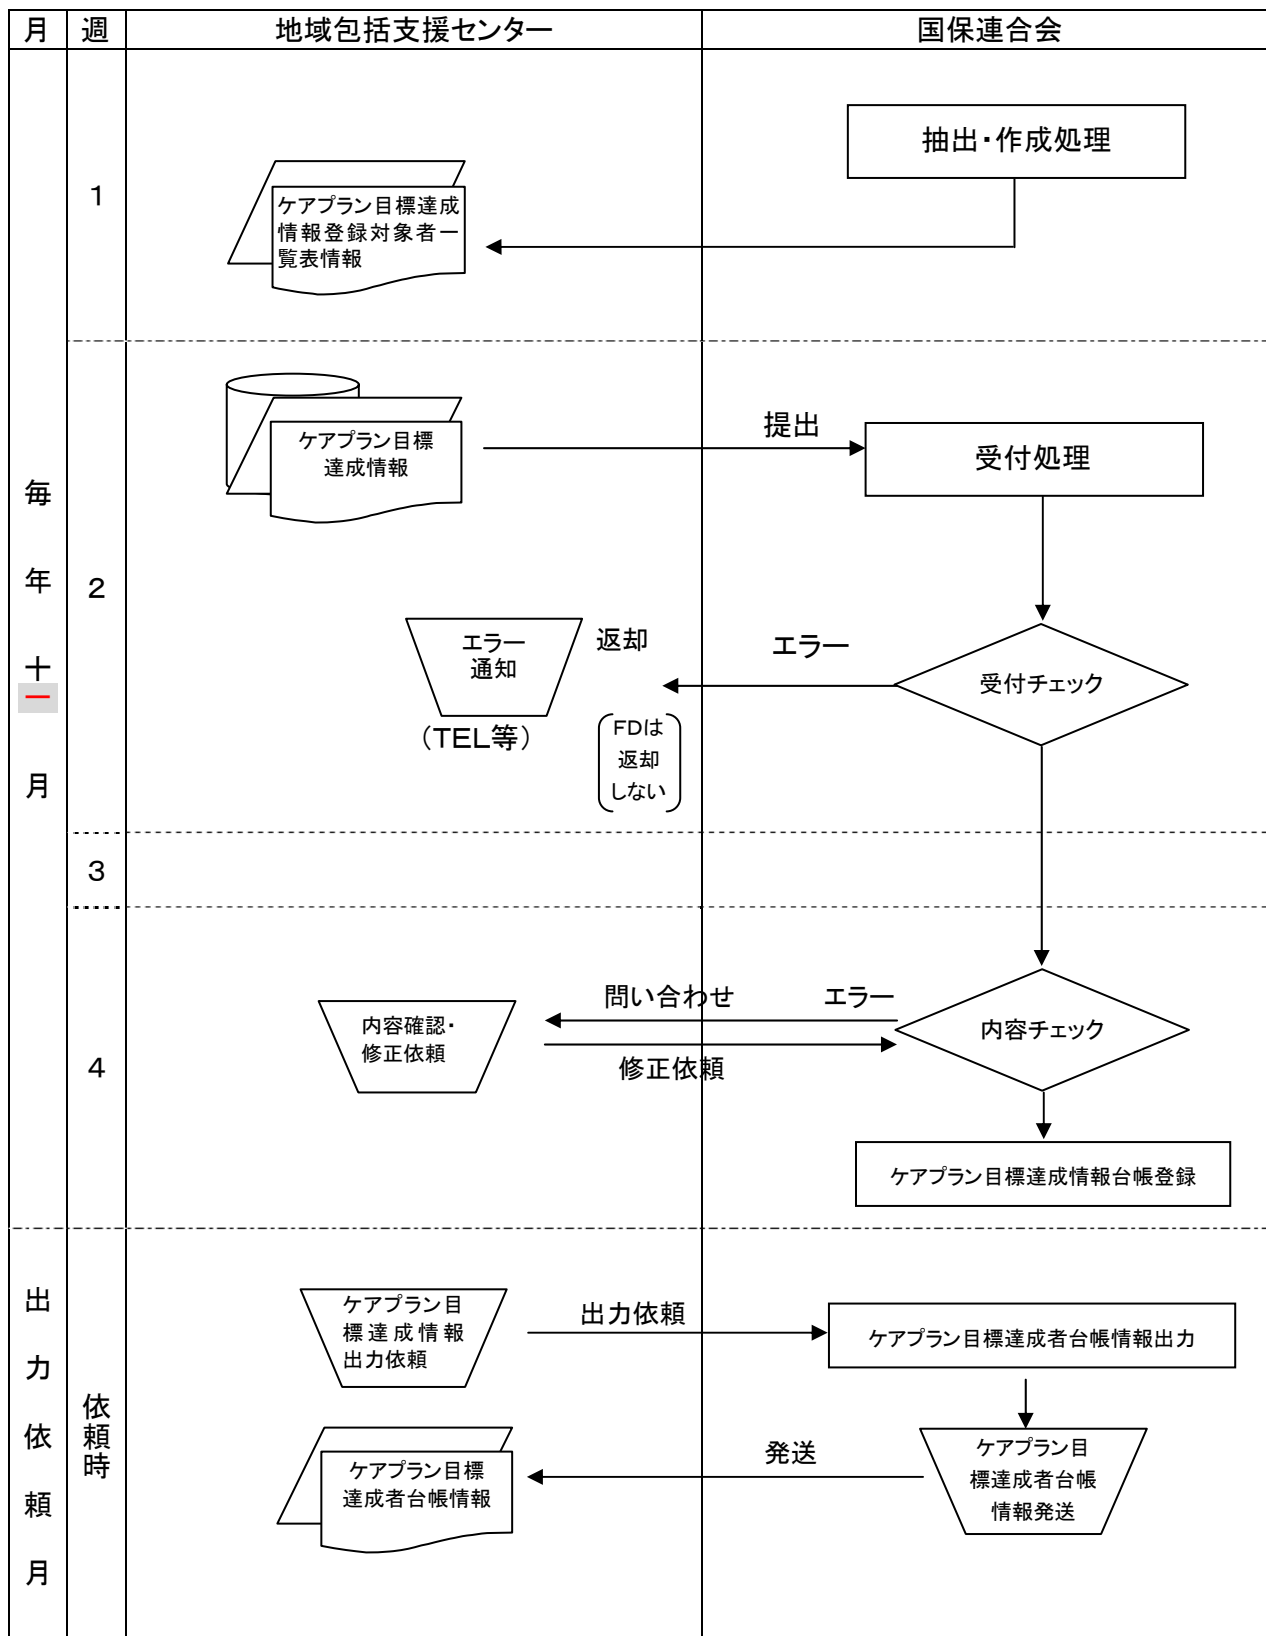 月 週 地域包括支援センター 国保連合会
毎年十一月
1
抽出・作成処理
ケアプラン目標達成
情報登録対象者一
覧表情報
2
ケアプラン目標
達成情報
提出
受付処理
エラー
通知
(TEL等)
返却
エラー
受付チェック
FDは
返却
しない
3
4
内容確認・
修正依頼
問い合わせ
エラー
修正依頼
内容チェック
ケアプラン目標達成情報台帳登録
出力依頼月
依頼時
ケアプラン目
標達成情報
出力依頼
出力依頼
ケアプラン目標達成者台帳情報出力
ケアプラン目標
達成者台帳情報
発送
ケアプラン目
標達成者台帳
情報発送